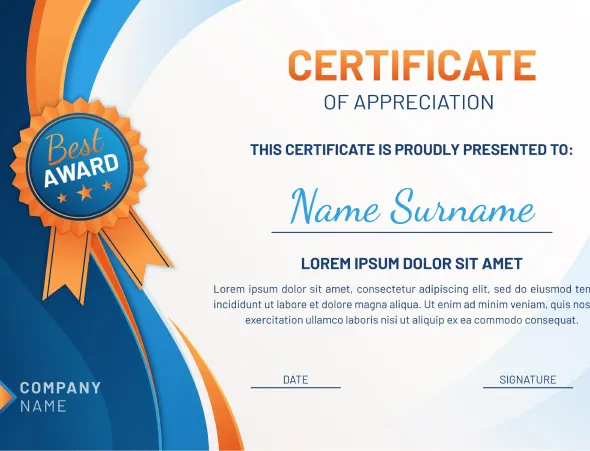 CERTIFICATE
OF APPRECIATION
Best
AWARD
THIS CERTIFICATE IS PROUDLY PRESENTED TO:
Name Surname
LOREM IPSUM DOLOR SIT AMET
Lorem ipsum dolor sit amet, consectetur adipiscing elit, sed do eiusmod
incididunt ut labore et dolore magna aliqua. Ut enim ad minim veniam, quis
exercitation ullamco laboris nisi ut aliquip ex ea commodo consequat.
DATE
SIGNATURE
COMPANY
NAME